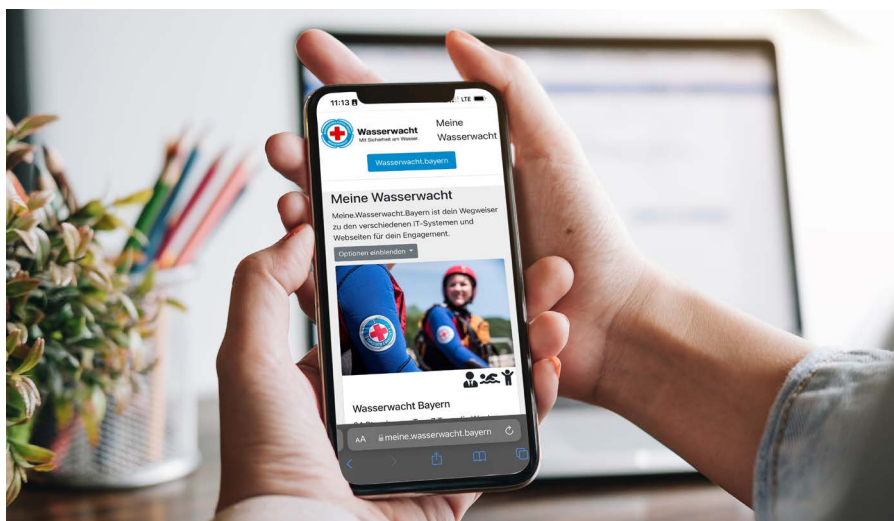 11:13
LTE
Wasserwacht
Mit Sicherheit am Wasser
Meine
Wasserwacht
Wasserwacht.bayern
Meine Wasserwacht
Meine.Wasserwacht.Bayern ist dein Wegweiser
zu den verschiedenen IT-Systemen und
Webseiten für dein Engagement.
Optionen einblenden
Wasserwacht Bayern
AA meine.wasserwacht.bayern